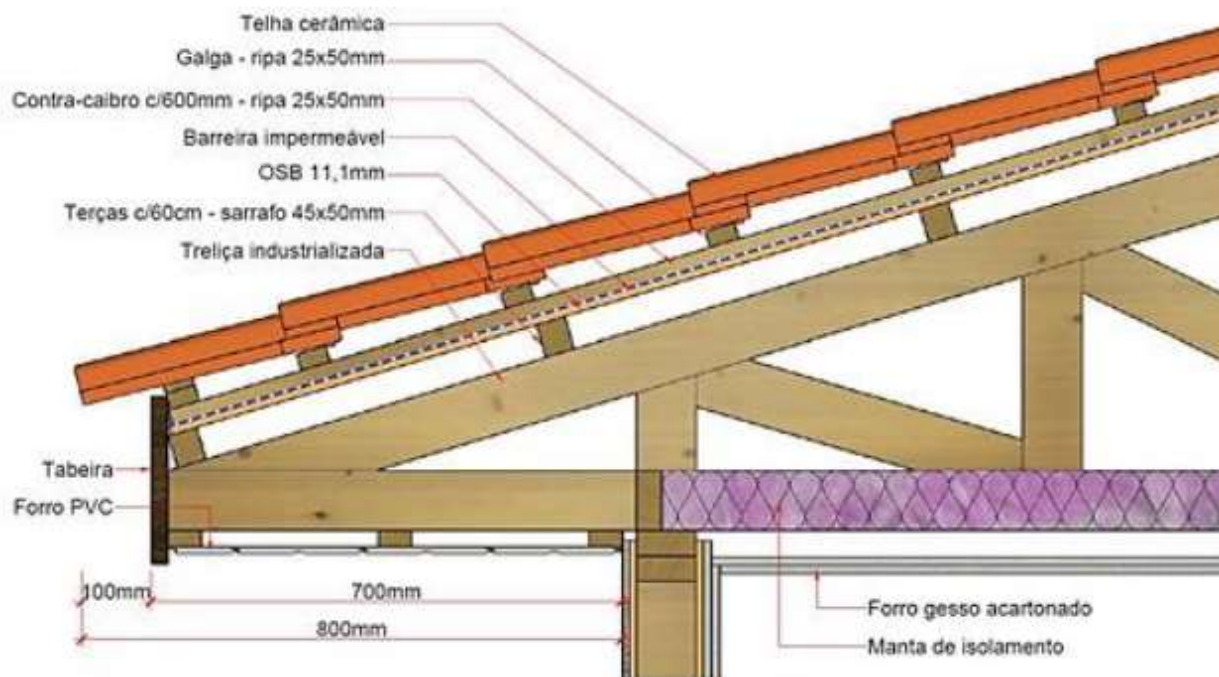 Telha cerâmica
Galga - ripa 25x50mm
Contra-caibro c/600mm - ripa 25x50mm
Barreira impermeável
OSB 11,1mm
Terças c/60cm - sarrafo 45x50mm
Treliça industrializada
Tabeira
Forro PVC
100mm
700mm
800mm
Forro gesso acartonado
Manta de isolamento